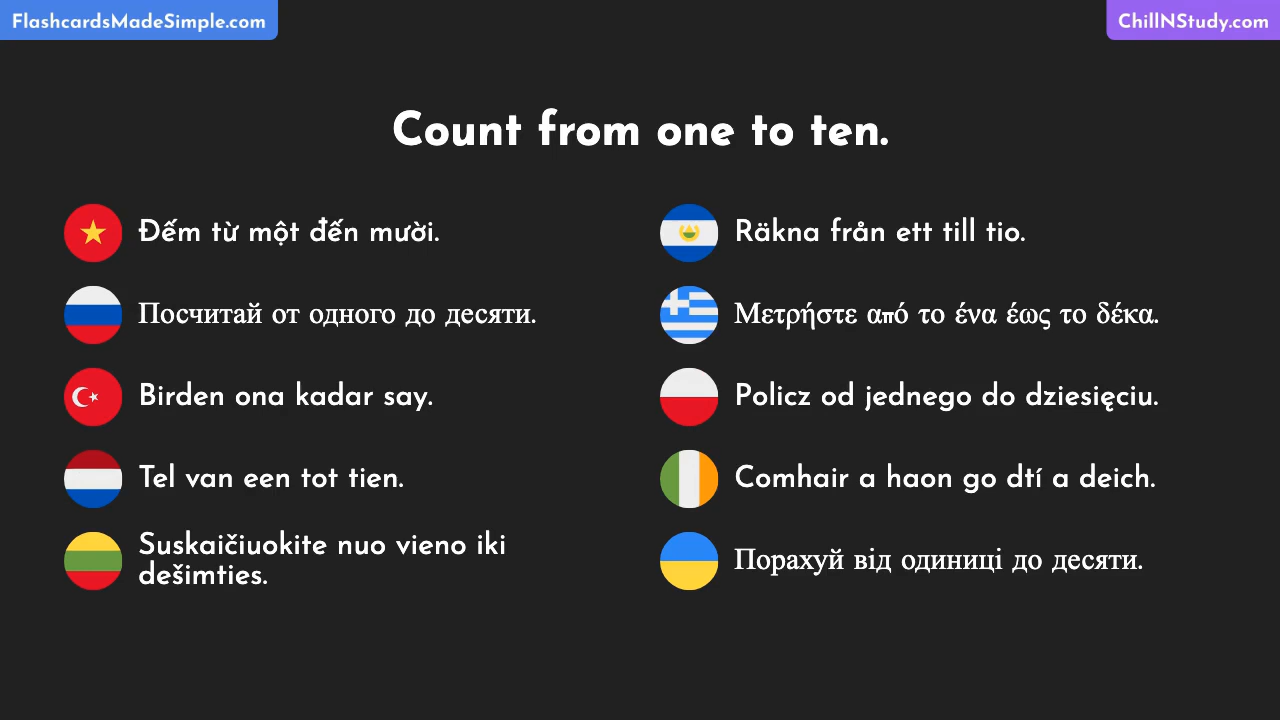 FlashcardsMadeSimple.com
ChillNStudy.com
Count from one to ten.
Đếm từ một đến mười.
Посчитай от одного до десяти.
Birden ona kadar say.
Tel van een tot tien.
Suskaičiuokite nuo vieno iki
dešimties.
Räkna från ett till tio.
Μετρήστε από το ένα έως το δέκα.
Policz od jednego do dziesięciu.
Comhair a haon go dtí a deich.
Порахуй від одиниці до десяти.